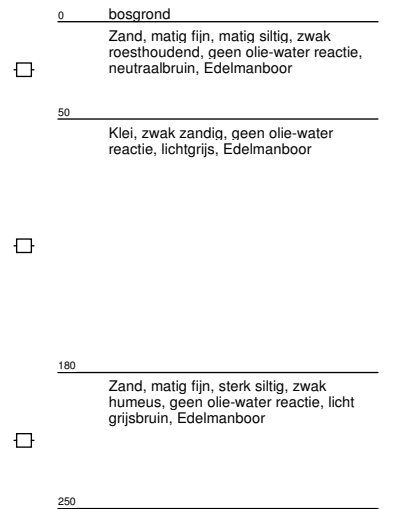 0 bosgrond
Zand, matig fijn, matig siltig, zwak
roesthoudend, geen olie-water reactie,
neutraalbruin, Edelmanboor
50
Klei, zwak zandig, geen olie-water
reactie, lichtgrijs, Edelmanboor
180
Zand, matig fijn, sterk siltig, zwak
humeus, geen olie-water reactie, licht
grijsbruin, Edelmanboor
250